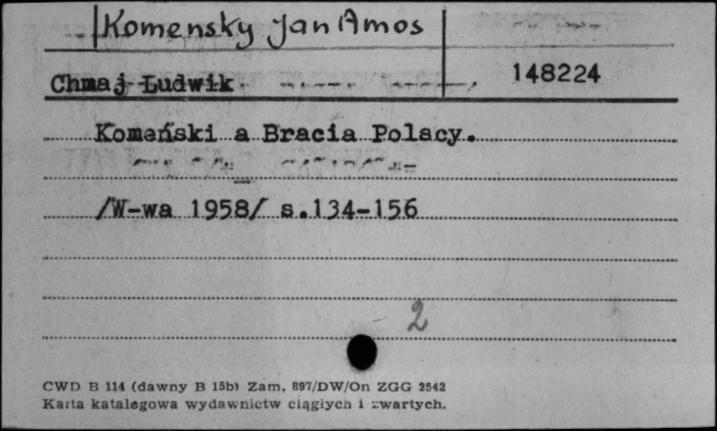 Komensky Jan Amos
Chmaj Ludwik
148224
Komeński a Bracia Polacy.
/W-wa 1958/ s.134-156
2
CWD B 114 (dawny B 15b) Zam. 897/DW/On ZGG 2542
Karta katalogowa wydawnictw ciągłych i zwartych.